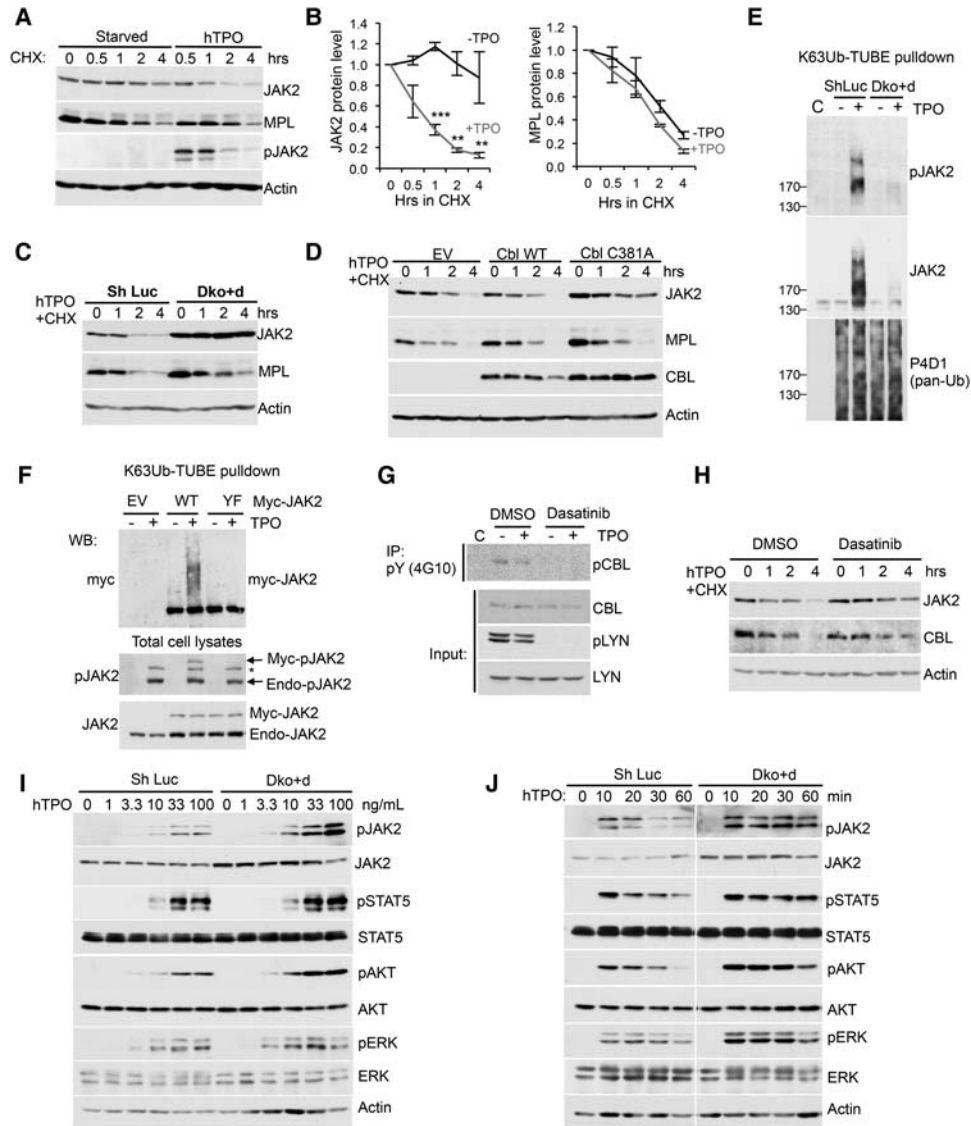 A
Starved hTPO
CHX: 0 0.5 1 2 4 0.5 1 2 4 hrs
JAK2
MPL
pJAK2
Actin
B
JAK2 protein level
1.4
1.2
1.0
0.8
0.6
0.4
0.2
0.0
-TPO
+TPO
***
**
**
0 0.5 1 2 4
Hrs in CHX
MPL protein level
1.4
1.2
1.0
0.8
0.6
0.4
0.2
0.0
-TPO
+TPO
0 0.5 1 2 4
Hrs in CHX
C
Sh Luc Dko+d
hTPO +CHX
0 1 2 4 0 1 2 4 hrs
JAK2
MPL
Actin
D
EV Cbl WT Cbl C381A
hTPO +CHX
0 1 2 4 0 1 2 4 0 1 2 4 hrs
JAK2
MPL
CBL
Actin
E
K63Ub-TUBE pulldown
ShLuc Dko+d
C - + - + TPO
pJAK2
170
130
JAK2
170
130
P4D1 (pan-Ub)
170
130
F
K63Ub-TUBE pulldown
EV WT YF Myc-JAK2
- + - + - + TPO
WB:
myc
myc-JAK2
Total cell lysates
pJAK2
Myc-pJAK2
*
Endo-pJAK2
JAK2
Myc-JAK2
Endo-JAK2
G
DMSO Dasatinib
C - + - + TPO
IP: pY (4G10)
pCBL
Input:
CBL
pLYN
LYN
H
DMSO Dasatinib
hTPO +CHX
0 1 2 4 0 1 2 4 hrs
JAK2
CBL
Actin
I
Sh Luc Dko+d
hTPO 0 1 3.3 10 33 100 0 1 3.3 10 33 100 ng/mL
pJAK2
JAK2
pSTAT5
STAT5
pAKT
AKT
pERK
ERK
Actin
J
Sh Luc Dko+d
hTPO: 0 10 20 30 60 0 10 20 30 60 min
pJAK2
JAK2
pSTAT5
STAT5
pAKT
AKT
pERK
ERK
Actin